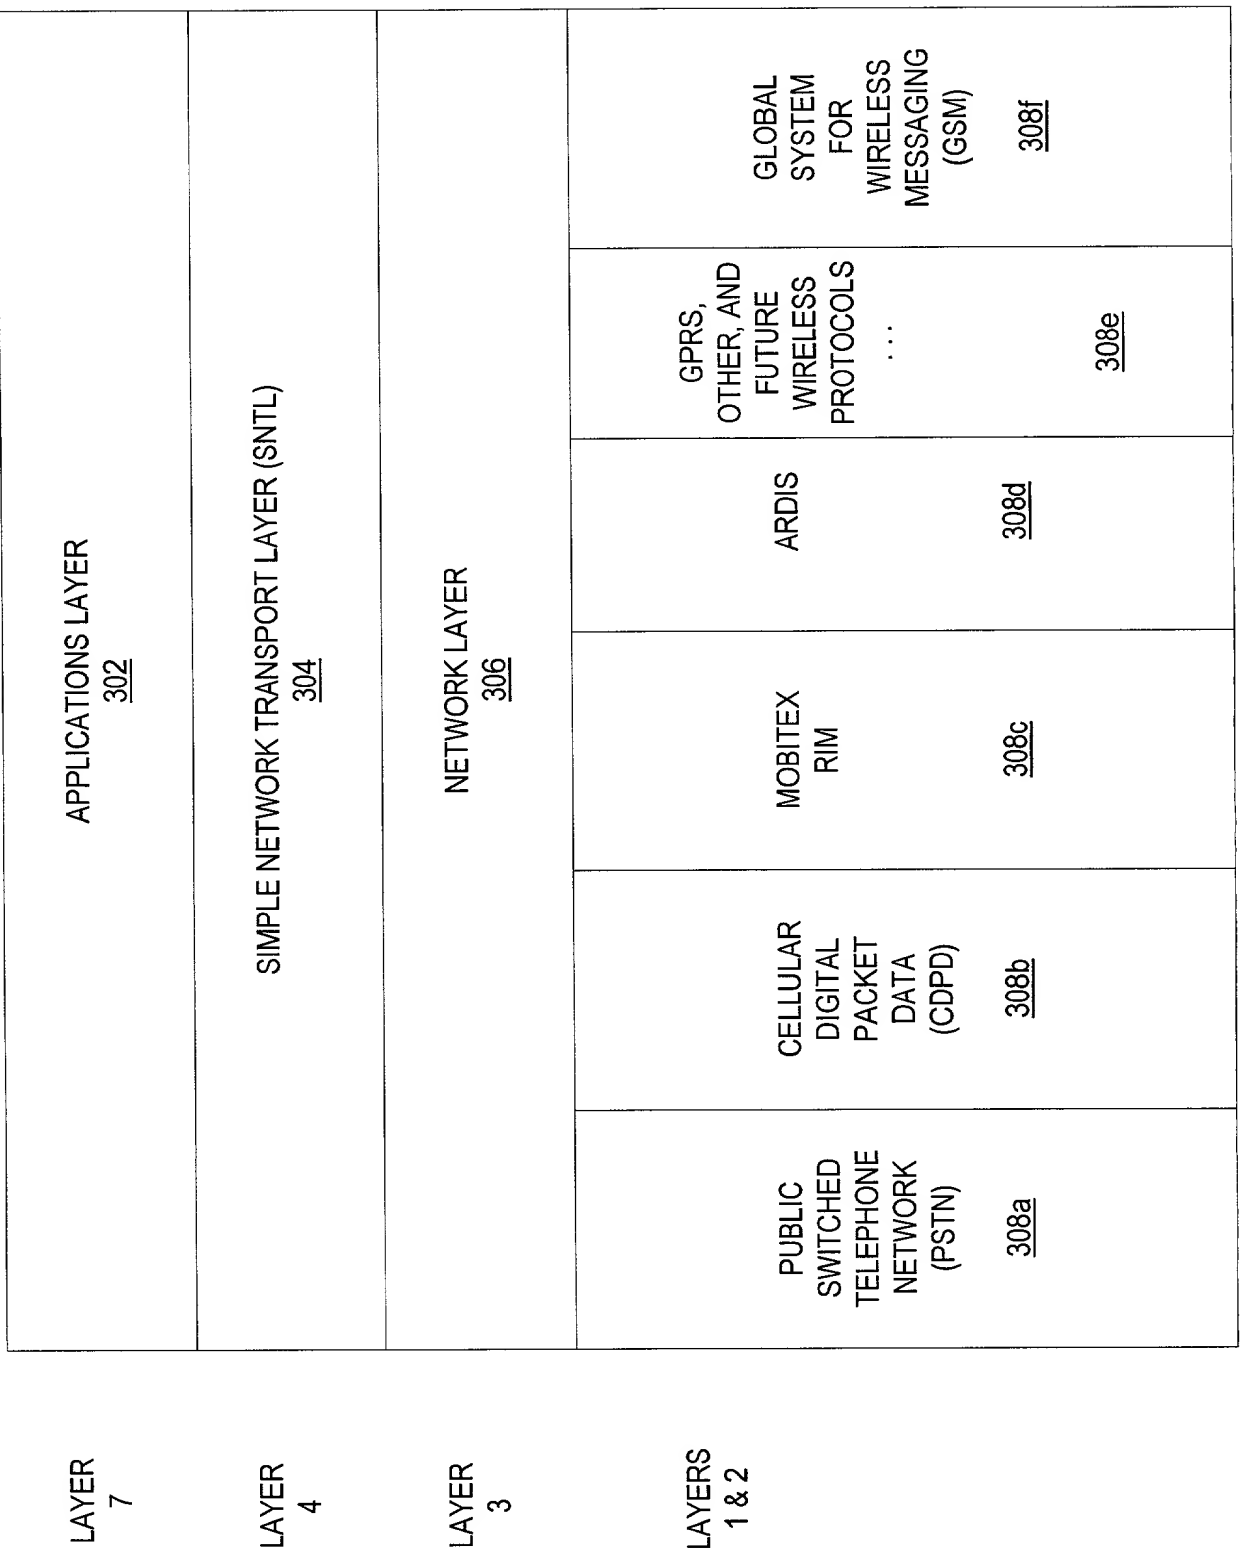 LAYER
7
APPLICATIONS LAYER
302
LAYER
4
SIMPLE NETWORK TRANSPORT LAYER (SNTL)
304
LAYER
3
NETWORK LAYER
306
LAYERS
1 & 2
PUBLIC
SWITCHED
TELEPHONE
NETWORK
(PSTN)
308a
CELLULAR
DIGITAL
PACKET
DATA
(CDPD)
308b
MOBITEX
RIM
308c
ARDIS
308d
GPRS,
OTHER, AND
FUTURE
WIRELESS
PROTOCOLS
. . .
308e
GLOBAL
SYSTEM
FOR
WIRELESS
MESSAGING
(GSM)
308f